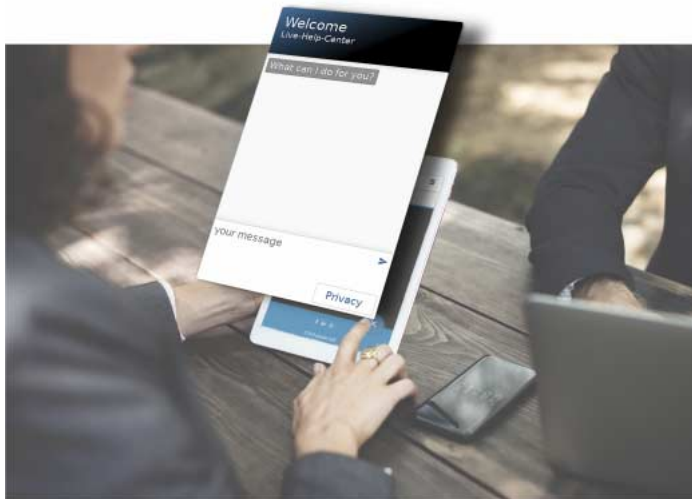 Welcome
Live-Help-Center
What can I do for you?
your message
Privacy